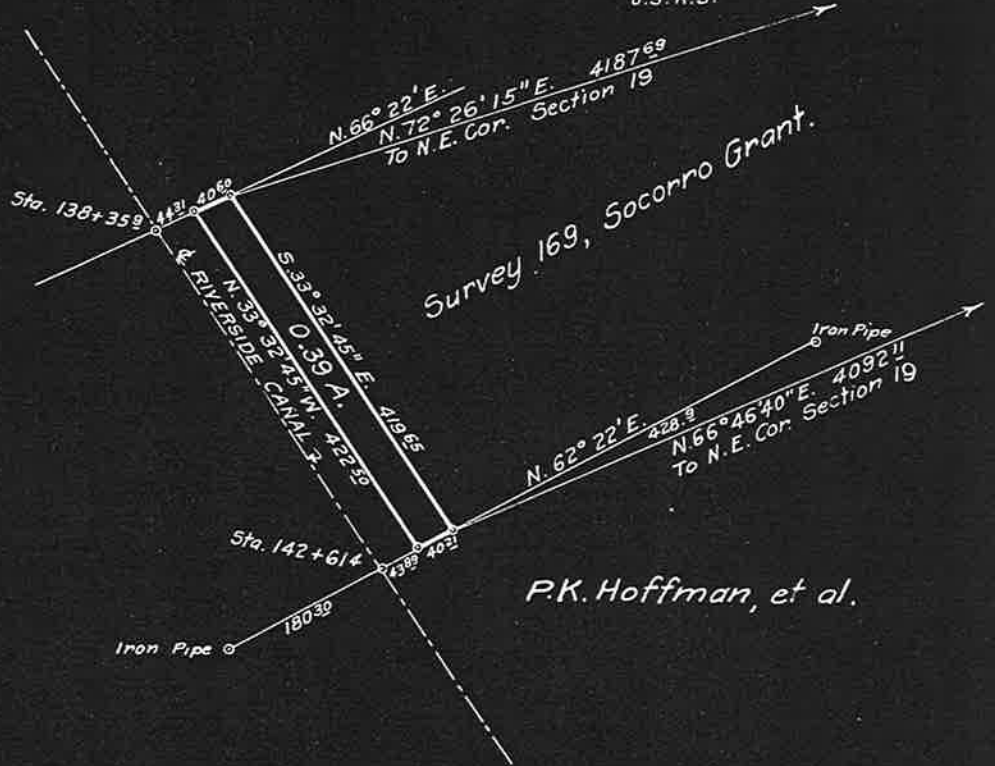 N.66° 22' E.
N.72° 26' 15" E. 4187 69
To N.E. Cor. Section 19
Sta. 138+35 9
44 31
40 60
Survey 169, Socorro Grant.
S.33° 32' 45" E. 419 65
0.39 A.
N.33° 32' 45" W. 422 50
℄ RIVERSIDE CANAL
Iron Pipe
N. 62° 22' E.
428.9
N.66° 46' 40" E. 4092 11
To N.E. Cor. Section 19
Sta. 142+61 4
43 89
40 21
180 30
Iron Pipe
P.K. Hoffman, et al.